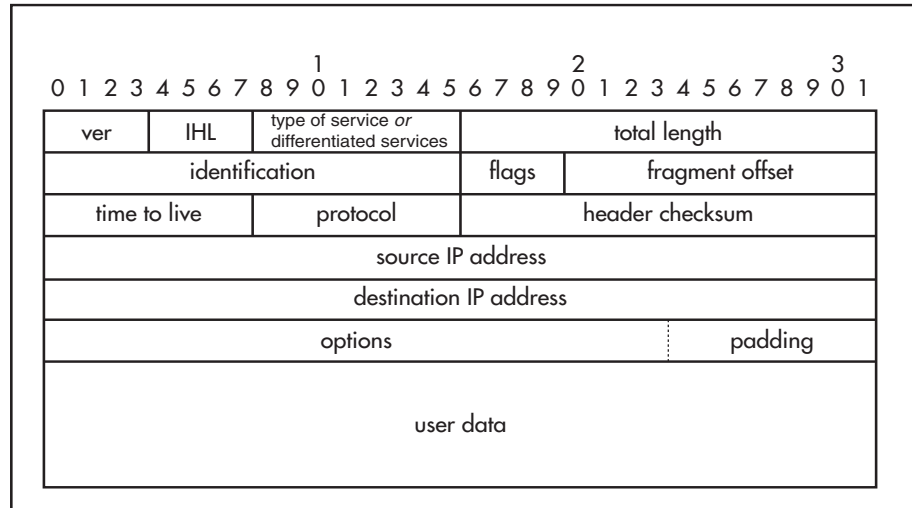 1 2 3
0 1 2 3 4 5 6 7 8 9 0 1 2 3 4 5 6 7 8 9 0 1 2 3 4 5 6 7 8 9 0 1
ver IHL type of service or differentiated services total length
identification flags fragment offset
time to live protocol header checksum
source IP address
destination IP address
options padding
user data